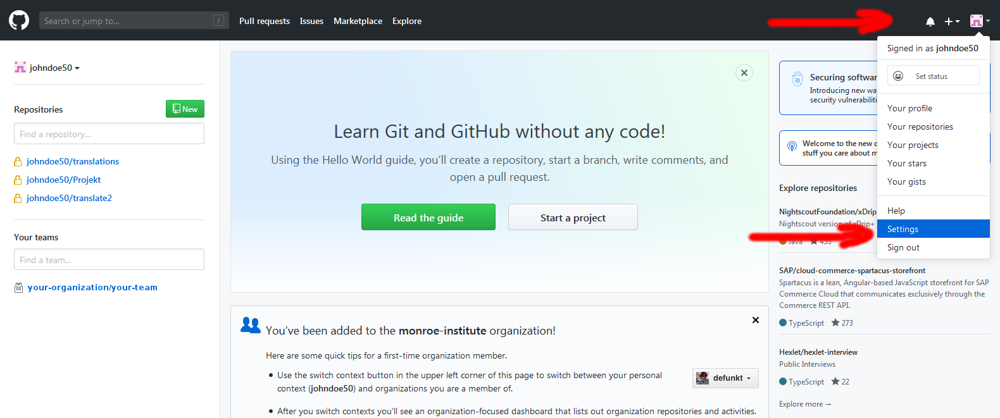 Search or jump to...
/
Pull requests
Issues
Marketplace
Explore
johndoe50
Repositories
New
Find a repository...
johndoe50/translations
johndoe50/Projekt
johndoe50/translate2
Your teams
Find a team...
your-organization/your-team
Learn Git and GitHub without any code!
Using the Hello World guide, you’ll create a repository, start a branch, write comments, and
open a pull request.
Read the guide
Start a project
You’ve been added to the monroe-institute organization!
Here are some quick tips for a first-time organization member.
• Use the switch context button in the upper left corner of this page to switch between your personal
context (johndoe50) and organizations you are a member of.
defunkt
• After you switch contexts you’ll see an organization-focused dashboard that lists out organization repositories and activities.
Signed in as johndoe50
Set status
Your profile
Your repositories
Your projects
Your stars
Your gists
Help
Settings
Sign out
Securing softwar
Introducing new wa
security vulnerabiliti
Welcome to the new d
stuff you care about m
Explore repositories
NightscoutFoundation/xDrip
Nightscout version of xDrip+
Java 453
SAP/cloud-commerce-spartacus-storefront
Spartacus is a lean, Angular-based JavaScript storefront for SAP
Commerce Cloud that communicates exclusively through the
Commerce REST API.
TypeScript 273
Hexlet/hexlet-interview
Public Interviews
TypeScript 22
Explore more →